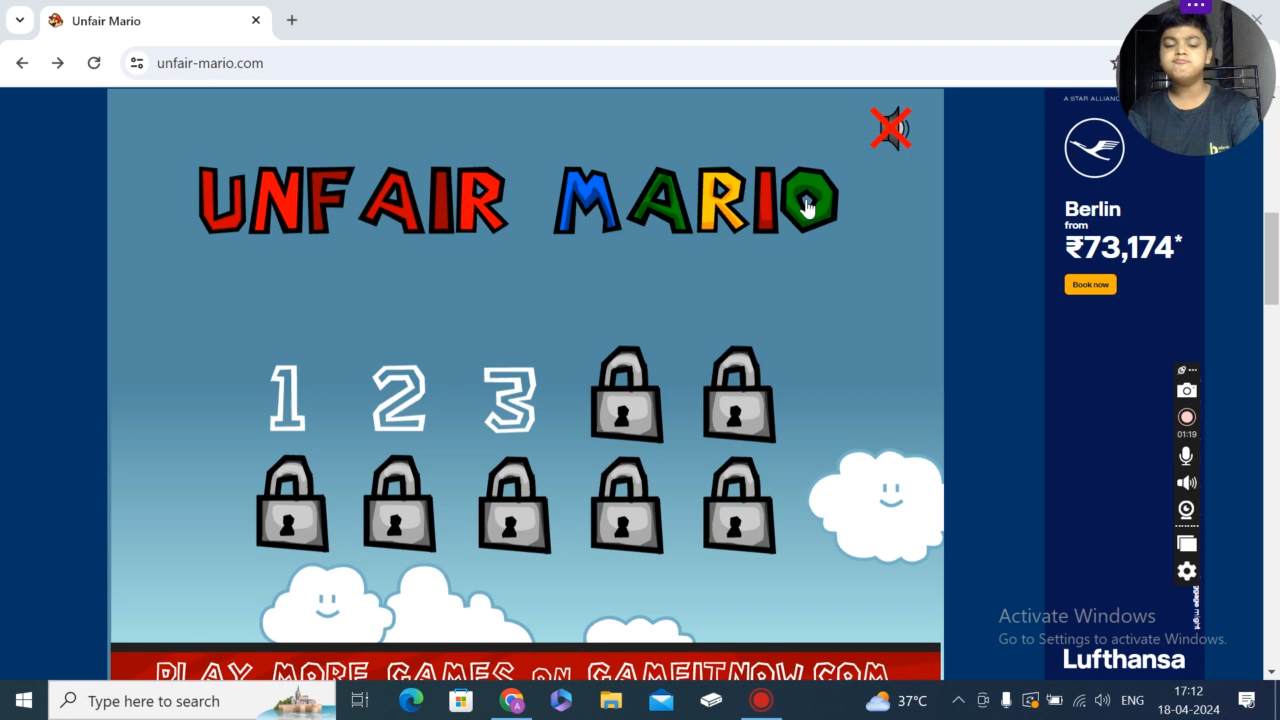 Unfair Mario
unfair-mario.com
A STAR ALLIANC
UNFAIR MARIO
Berlin
from
₹73,174*
Book now
1 2 3
01:19
Activate Windows
Go to Settings to activate Windows.
Lufthansa
PLAY MORE GAMES ON GAMEITNOW.COM
Type here to search
37°C
ENG
17:12
18-04-2024